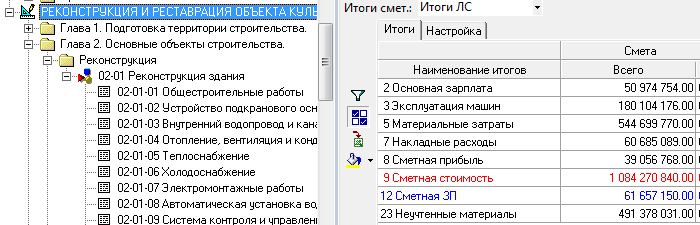 РЕКОНСТРУКЦИЯ И РЕСТАВРАЦИЯ ОБЪЕКТА
Глава 1. Подготовка территории строительства.
Глава 2. Основные объекты строительства.
Реконструкция
02-01 Реконструкция здания
02-01-01 Общестроительные работы
02-01-02 Устройство подкранового
02-01-03 Внутренний водопровод и
02-01-04 Отопление, вентиляция и
02-01-05 Теплоснабжение
02-01-06 Холодоснабжение
02-01-07 Электромонтажные работы
02-01-08 Автоматическая установка
02-01-09 Система контроля и
Итоги смет.: Итоги ЛС
Итоги Настройка
Смета
Наименование итогов Всего
2 Основная зарплата 50 974 754.00
3 Эксплуатация машин 180 104 176.00
5 Материальные затраты 544 699 770.00
7 Накладные расходы 60 685 089.00
8 Сметная прибыль 39 056 768.00
9 Сметная стоимость 1 084 270 840.00
12 Сметная ЗП 61 657 150.00
23 Неучтенные материалы 491 378 031.00